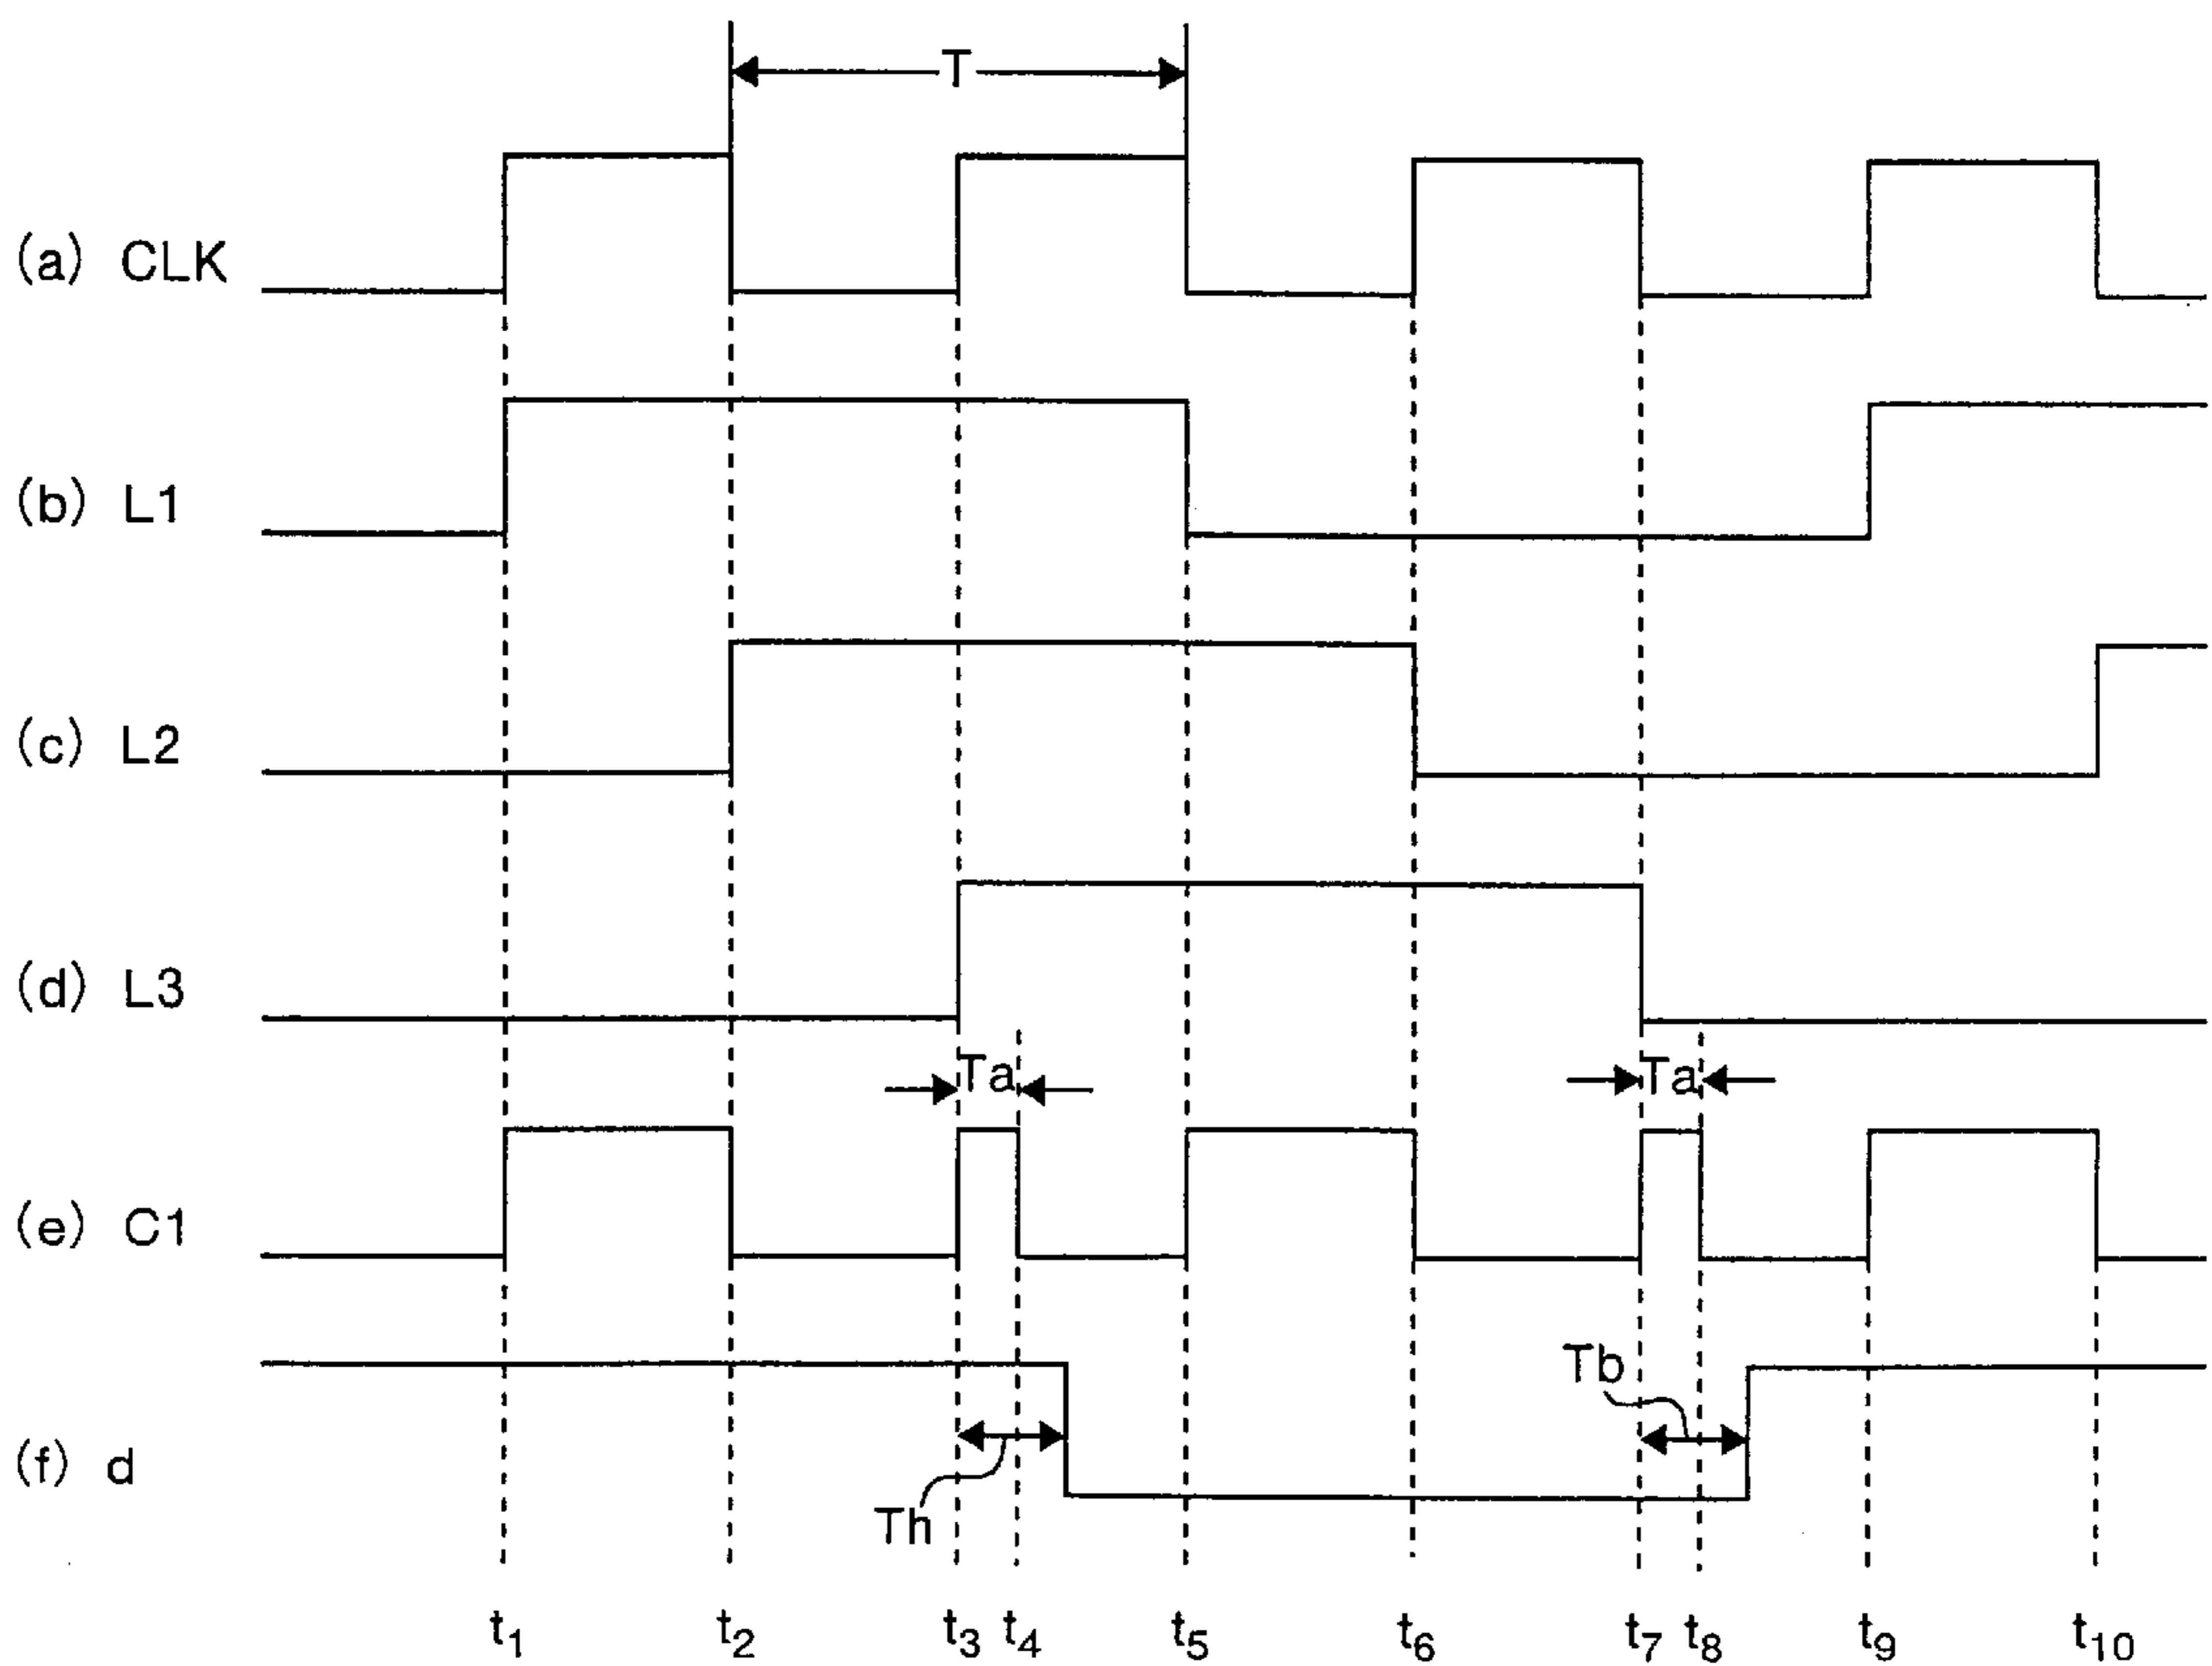 T
(a) CLK
(b) L1
(c) L2
(d) L3
Ta
Ta
(e) C1
Tb
(f) d
Th
t1 t2 t3 t4 t5 t6 t7 t8 t9 t10